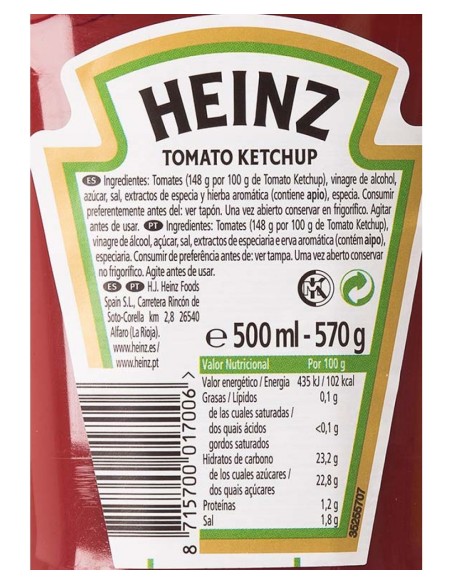 HEINZ
TOMATO KETCHUP
ES Ingredientes: Tomates (148 g por 100 g de Tomato Ketchup), vinagre de alcohol,
azúcar, sal, extractos de especia y hierba aromática (contiene apio), especia. Consumir
preferentemente antes del: ver tapón. Una vez abierto conservar en frigorífico. Agitar
antes de usar. PT Ingredientes: Tomates (148 g por 100 g de Tomato Ketchup),
vinagre de álcool, açúcar, sal, extractos de especiaria e erva aromática (contém aipo),
especiaria. Consumir de preferência antes de: ver tampa. Uma vez aberto conservar
no frigorífico. Agite antes de usar.
ES PT H.J. Heinz Foods
Spain S.L., Carretera Rincón de
Soto-Corella km 2,8 26540
Alfaro (La Rioja).
www.heinz.es/
www.heinz.pt
e 500 ml - 570 g
Valor Nutricional Por 100 g
Valor energético / Energia 435 kJ / 102 kcal
Grasas / Lípidos 0,1 g
de las cuales saturadas /
dos quais ácidos <0,1 g
gordos saturados
Hidratos de carbono 23,2 g
de los cuales azúcares /
dos quais açúcares 22,8 g
Proteínas 1,2 g
Sal 1,8 g
8 715700 017006 >
35255707